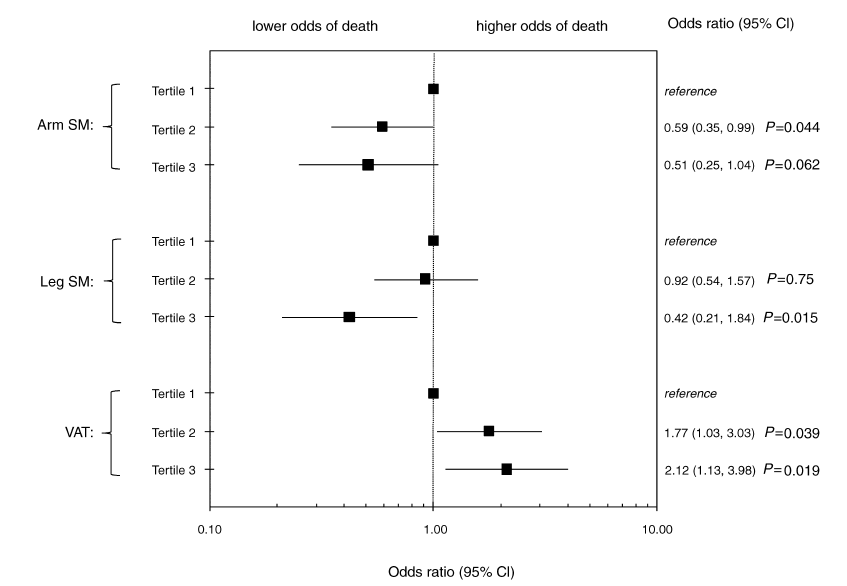 lower odds of death higher odds of death Odds ratio (95% CI)
Arm SM:
Tertile 1 reference
Tertile 2 0.59 (0.35, 0.99) P=0.044
Tertile 3 0.51 (0.25, 1.04) P=0.062
Leg SM:
Tertile 1 reference
Tertile 2 0.92 (0.54, 1.57) P=0.75
Tertile 3 0.42 (0.21, 1.84) P=0.015
VAT:
Tertile 1 reference
Tertile 2 1.77 (1.03, 3.03) P=0.039
Tertile 3 2.12 (1.13, 3.98) P=0.019
0.10 1.00 10.00
Odds ratio (95% CI)